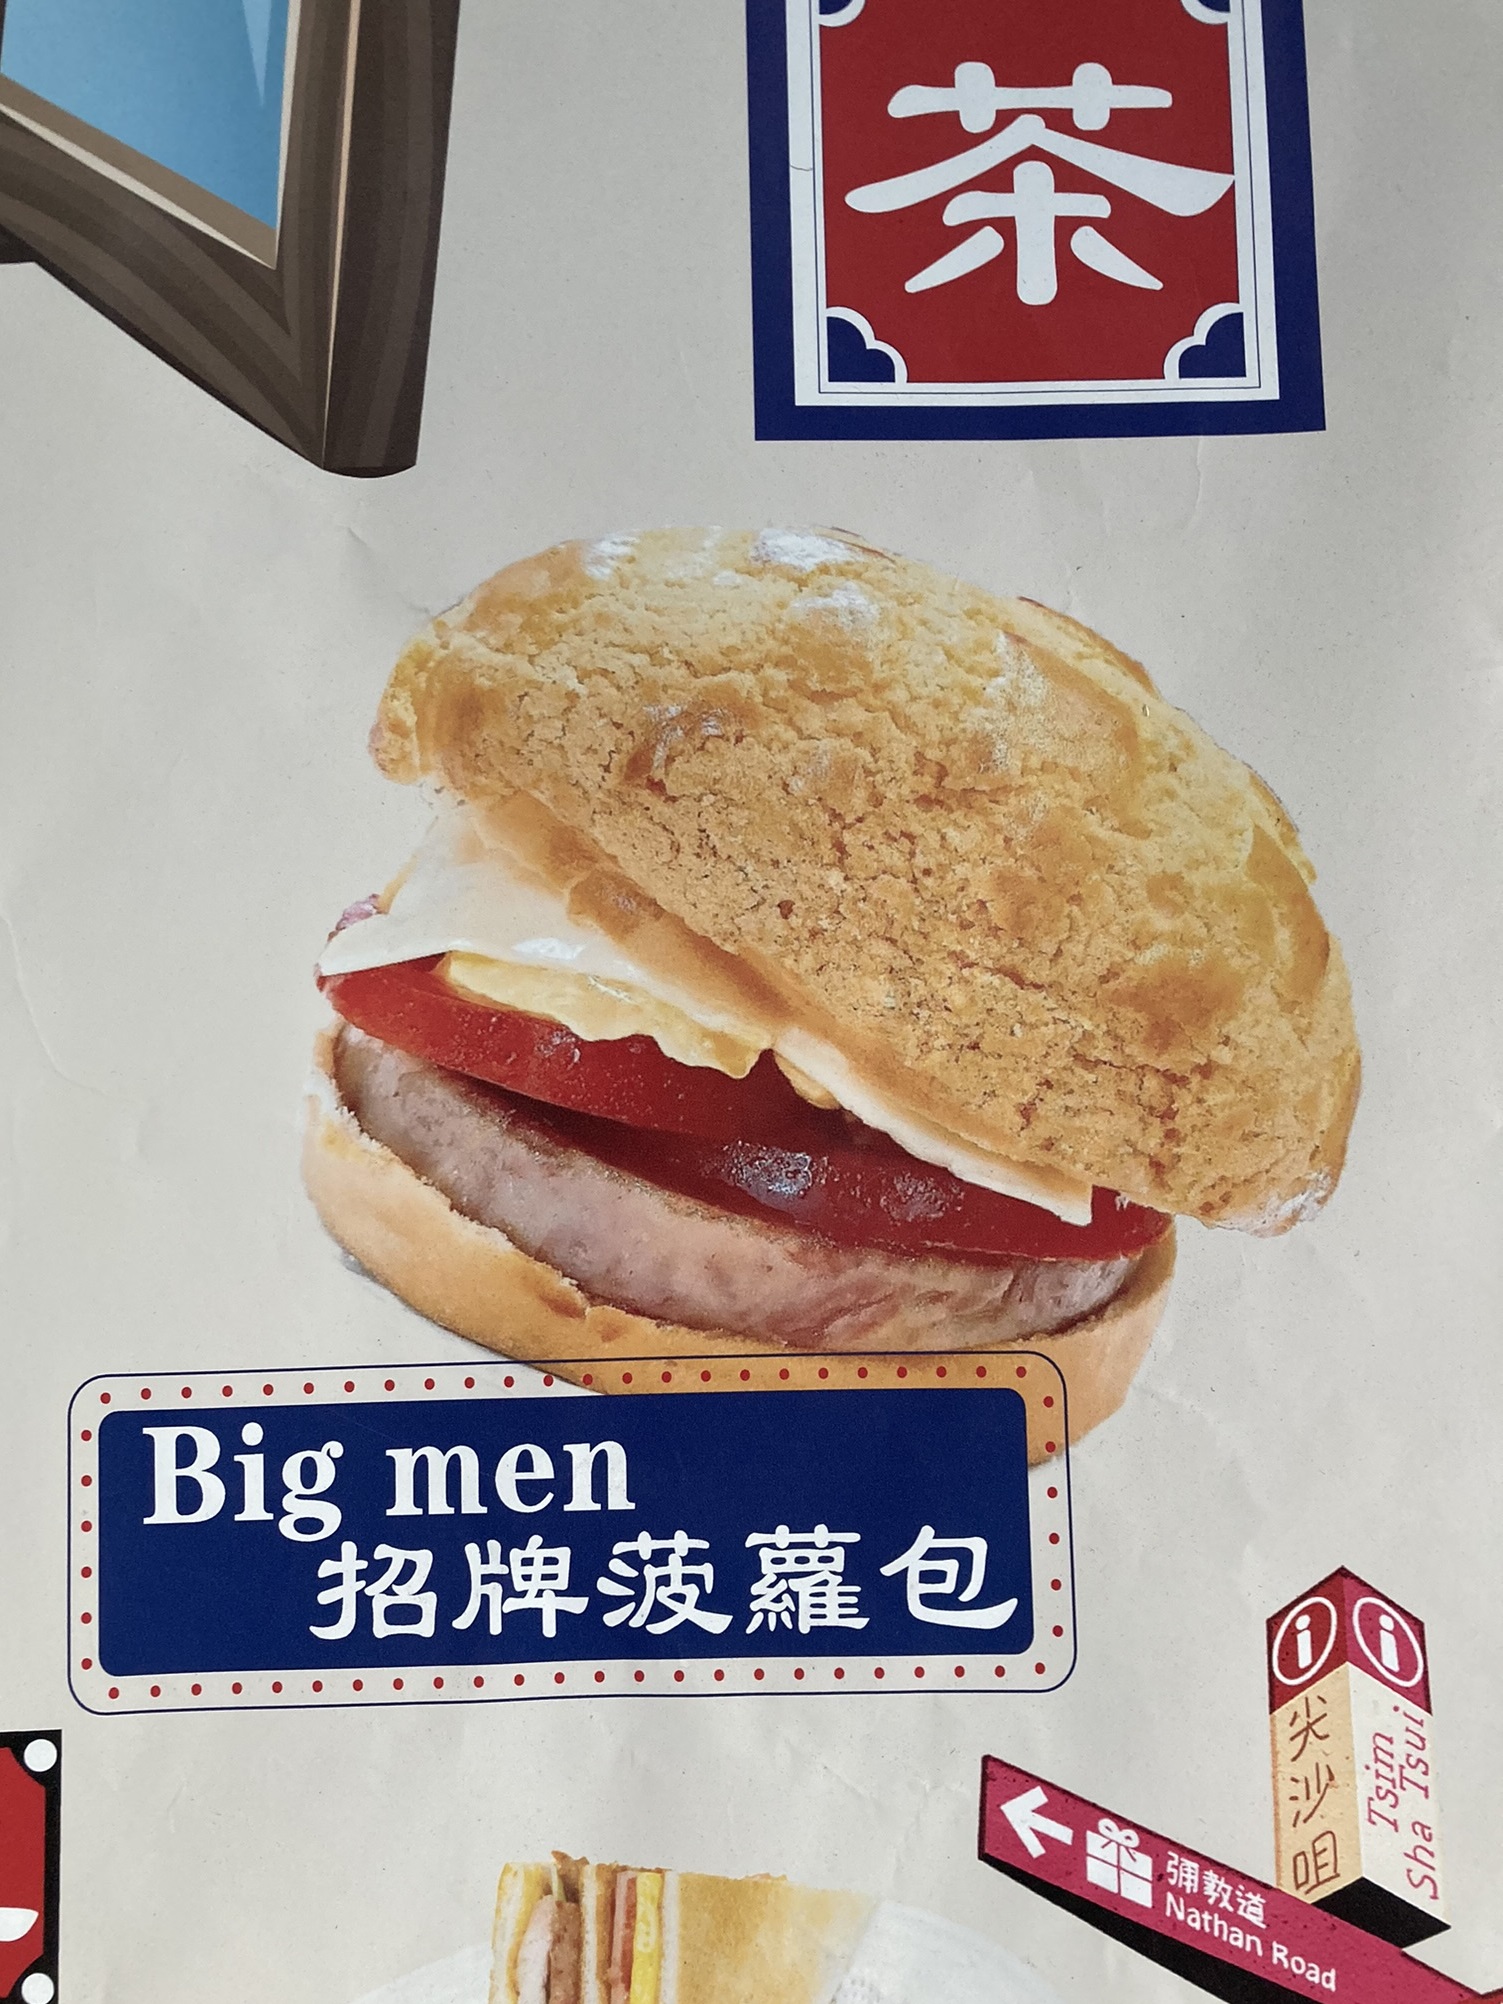 茶
Big men
招牌菠蘿包
尖沙咀
Tsim
Sha Tsui
彌敦道
Nathan Road